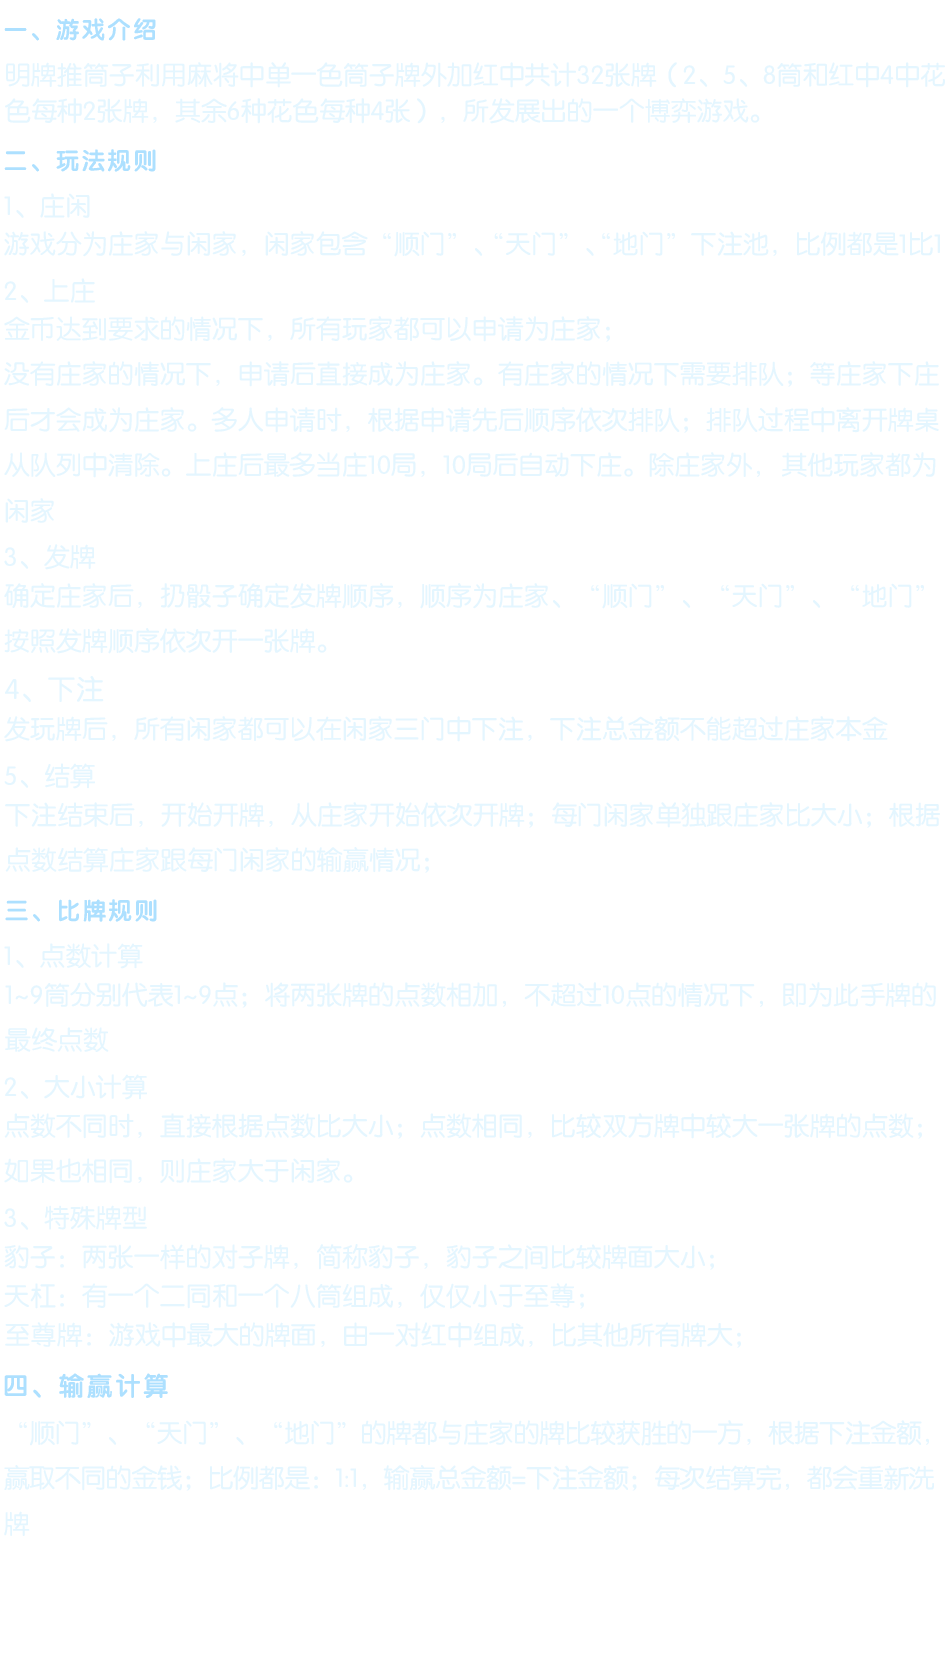 一、游戏介绍
明牌推筒子利用麻将中单一色筒子牌外加红中共计32张牌（2、5、8筒和红中4中花
色每种2张牌，其余6种花色每种4张），所发展出的一个博弈游戏。
二、玩法规则
1、庄闲
游戏分为庄家与闲家，闲家包含“顺门”、“天门”、“地门”下注池，比例都是1比1
2、上庄
金币达到要求的情况下，所有玩家都可以申请为庄家；
没有庄家的情况下，申请后直接成为庄家。有庄家的情况下需要排队；等庄家下庄
后才会成为庄家。多人申请时，根据申请先后顺序依次排队；排队过程中离开牌桌
从队列中清除。上庄后最多当庄10局，10局后自动下庄。除庄家外，其他玩家都为
闲家
3、发牌
确定庄家后，扔骰子确定发牌顺序，顺序为庄家、“顺门”、“天门”、“地门”
按照发牌顺序依次开一张牌。
4、下注
发玩牌后，所有闲家都可以在闲家三门中下注，下注总金额不能超过庄家本金
5、结算
下注结束后，开始开牌，从庄家开始依次开牌；每门闲家单独跟庄家比大小；根据
点数结算庄家跟每门闲家的输赢情况；
三、比牌规则
1、点数计算
1~9筒分别代表1~9点；将两张牌的点数相加，不超过10点的情况下，即为此手牌的
最终点数
2、大小计算
点数不同时，直接根据点数比大小；点数相同，比较双方牌中较大一张牌的点数；
如果也相同，则庄家大于闲家。
3、特殊牌型
豹子：两张一样的对子牌，简称豹子，豹子之间比较牌面大小；
天杠：有一个二同和一个八筒组成，仅仅小于至尊；
至尊牌：游戏中最大的牌面，由一对红中组成，比其他所有牌大；
四、输赢计算
“顺门”、“天门”、“地门”的牌都与庄家的牌比较获胜的一方，根据下注金额，
赢取不同的金钱；比例都是：1:1，输赢总金额=下注金额；每次结算完，都会重新洗
牌